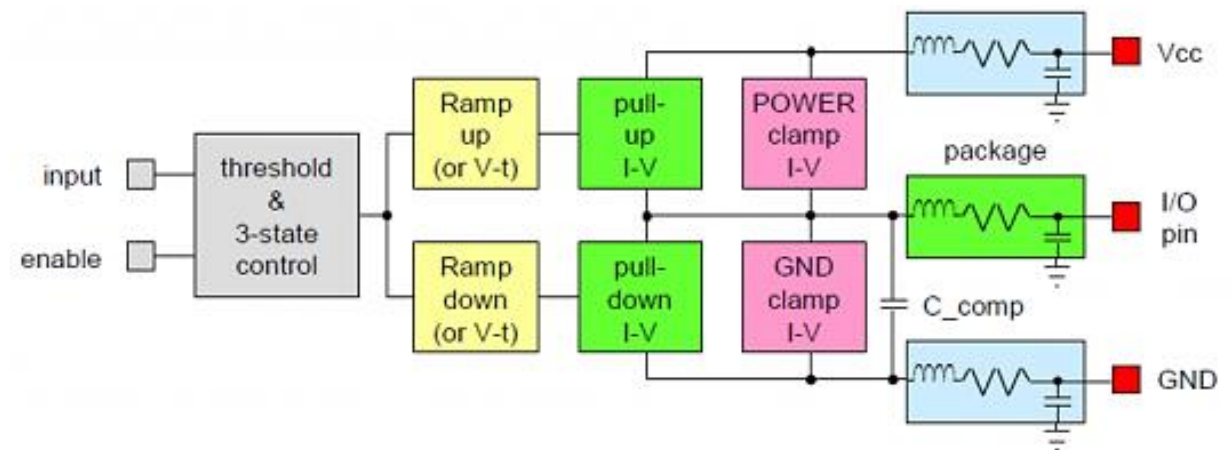 Vcc
Ramp
up
(or V-t)
pull-
up
I-V
POWER
clamp
I-V
package
input
threshold
&
3-state
control
I/O
pin
enable
Ramp
down
(or V-t)
pull-
down
I-V
GND
clamp
I-V
C_comp
GND